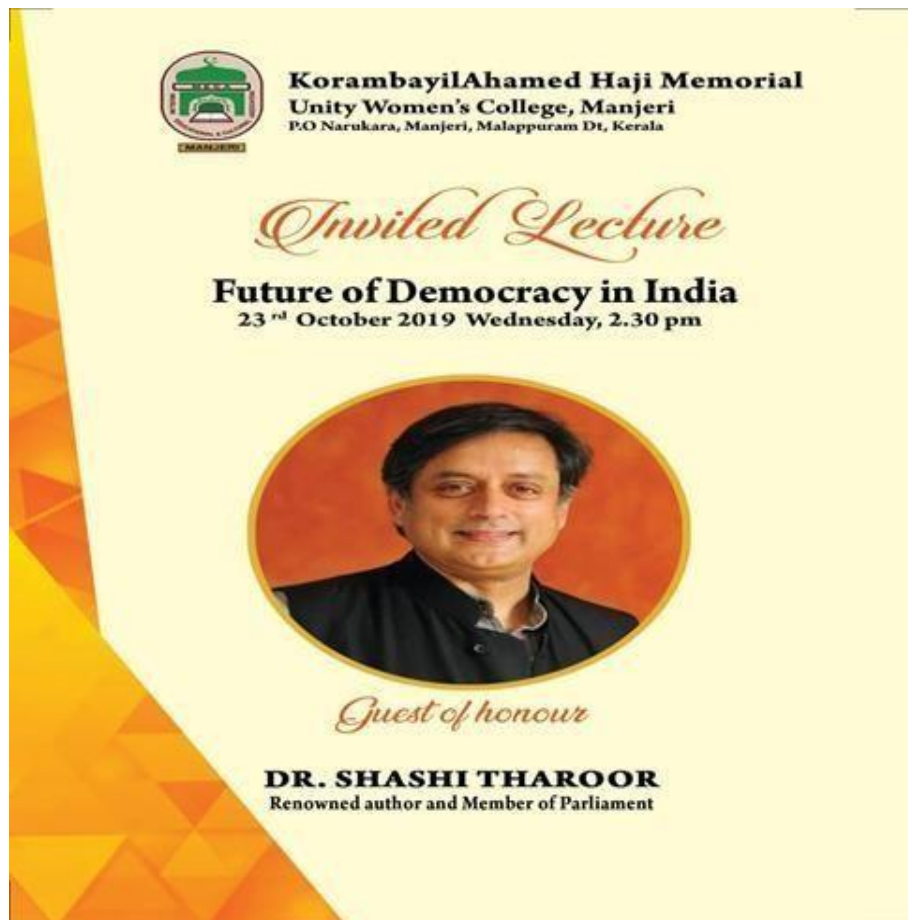 KorambayilAhamed Haji Memorial
Unity Women's College, Manjeri
P.O Narukara, Manjeri, Malappuram Dt, Kerala
MANJERI
Invited Lecture
Future of Democracy in India
23rd October 2019 Wednesday, 2.30 pm
Guest of honour
DR. SHASHI THAROOR
Renowned author and Member of Parliament